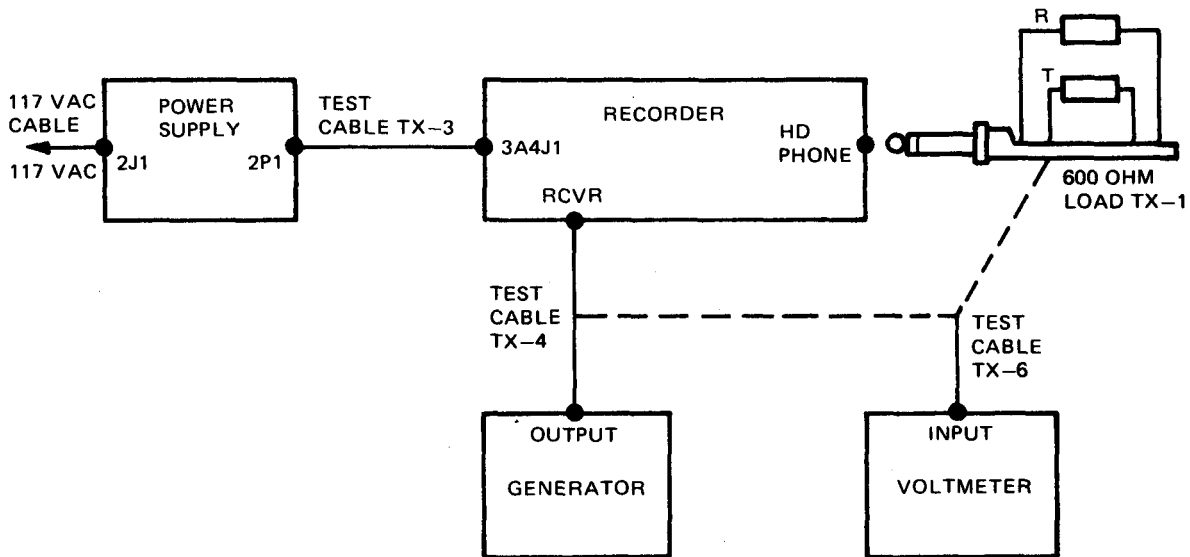 117 VAC
CABLE
117 VAC
POWER
SUPPLY
2J1
2P1
TEST
CABLE TX-3
RECORDER
3A4J1
HD
PHONE
RCVR
R
T
600 OHM
LOAD TX-1
TEST
CABLE
TX-4
TEST
CABLE
TX-6
OUTPUT
GENERATOR
INPUT
VOLTMETER